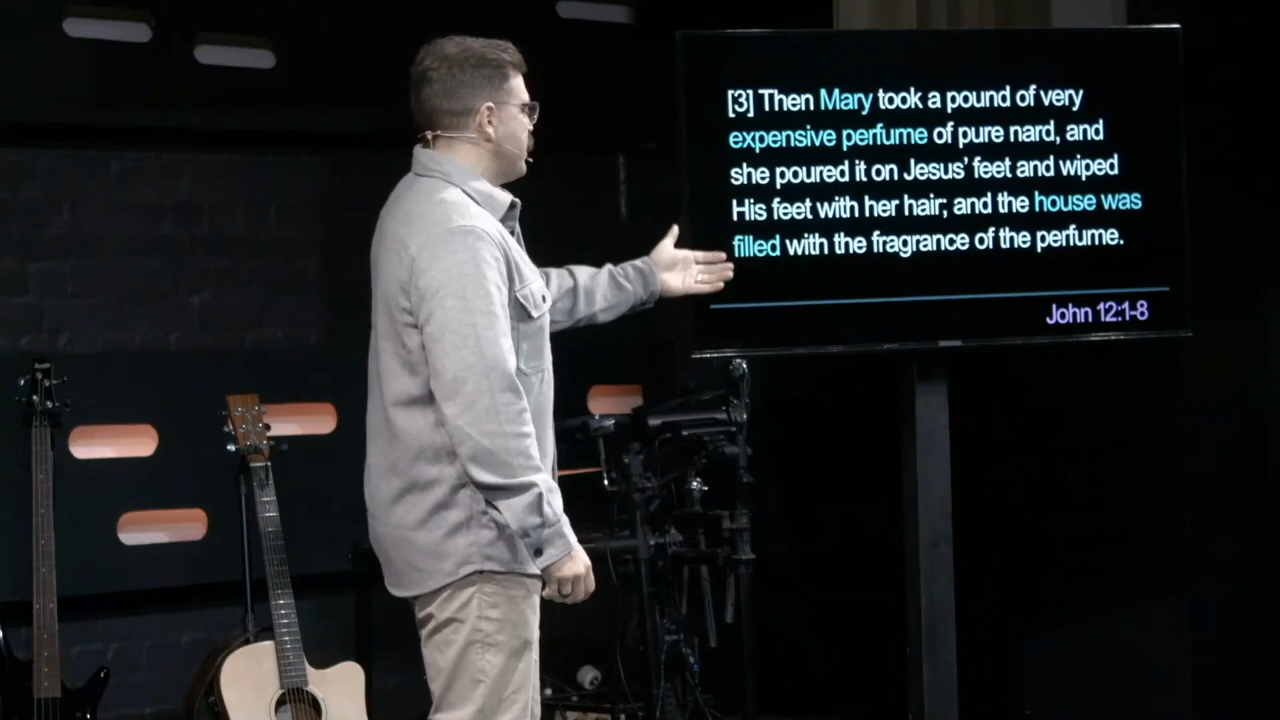 [3] Then Mary took a pound of very
expensive perfume of pure nard, and
she poured it on Jesus’ feet and wiped
His feet with her hair; and the house was
filled with the fragrance of the perfume.
John 12:1-8